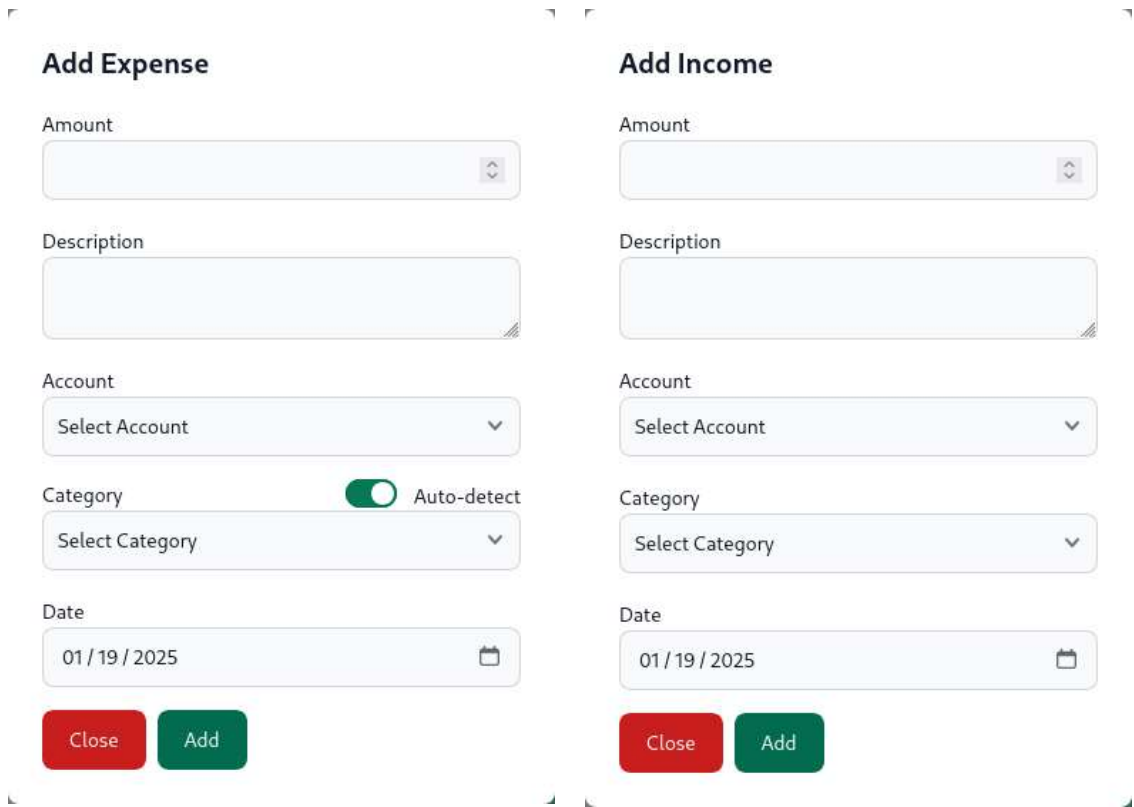 Add Expense
Amount
Description
Account
Select Account
Category Auto-detect
Select Category
Date
01 / 19 / 2025
Close Add
Add Income
Amount
Description
Account
Select Account
Category
Select Category
Date
01 / 19 / 2025
Close Add